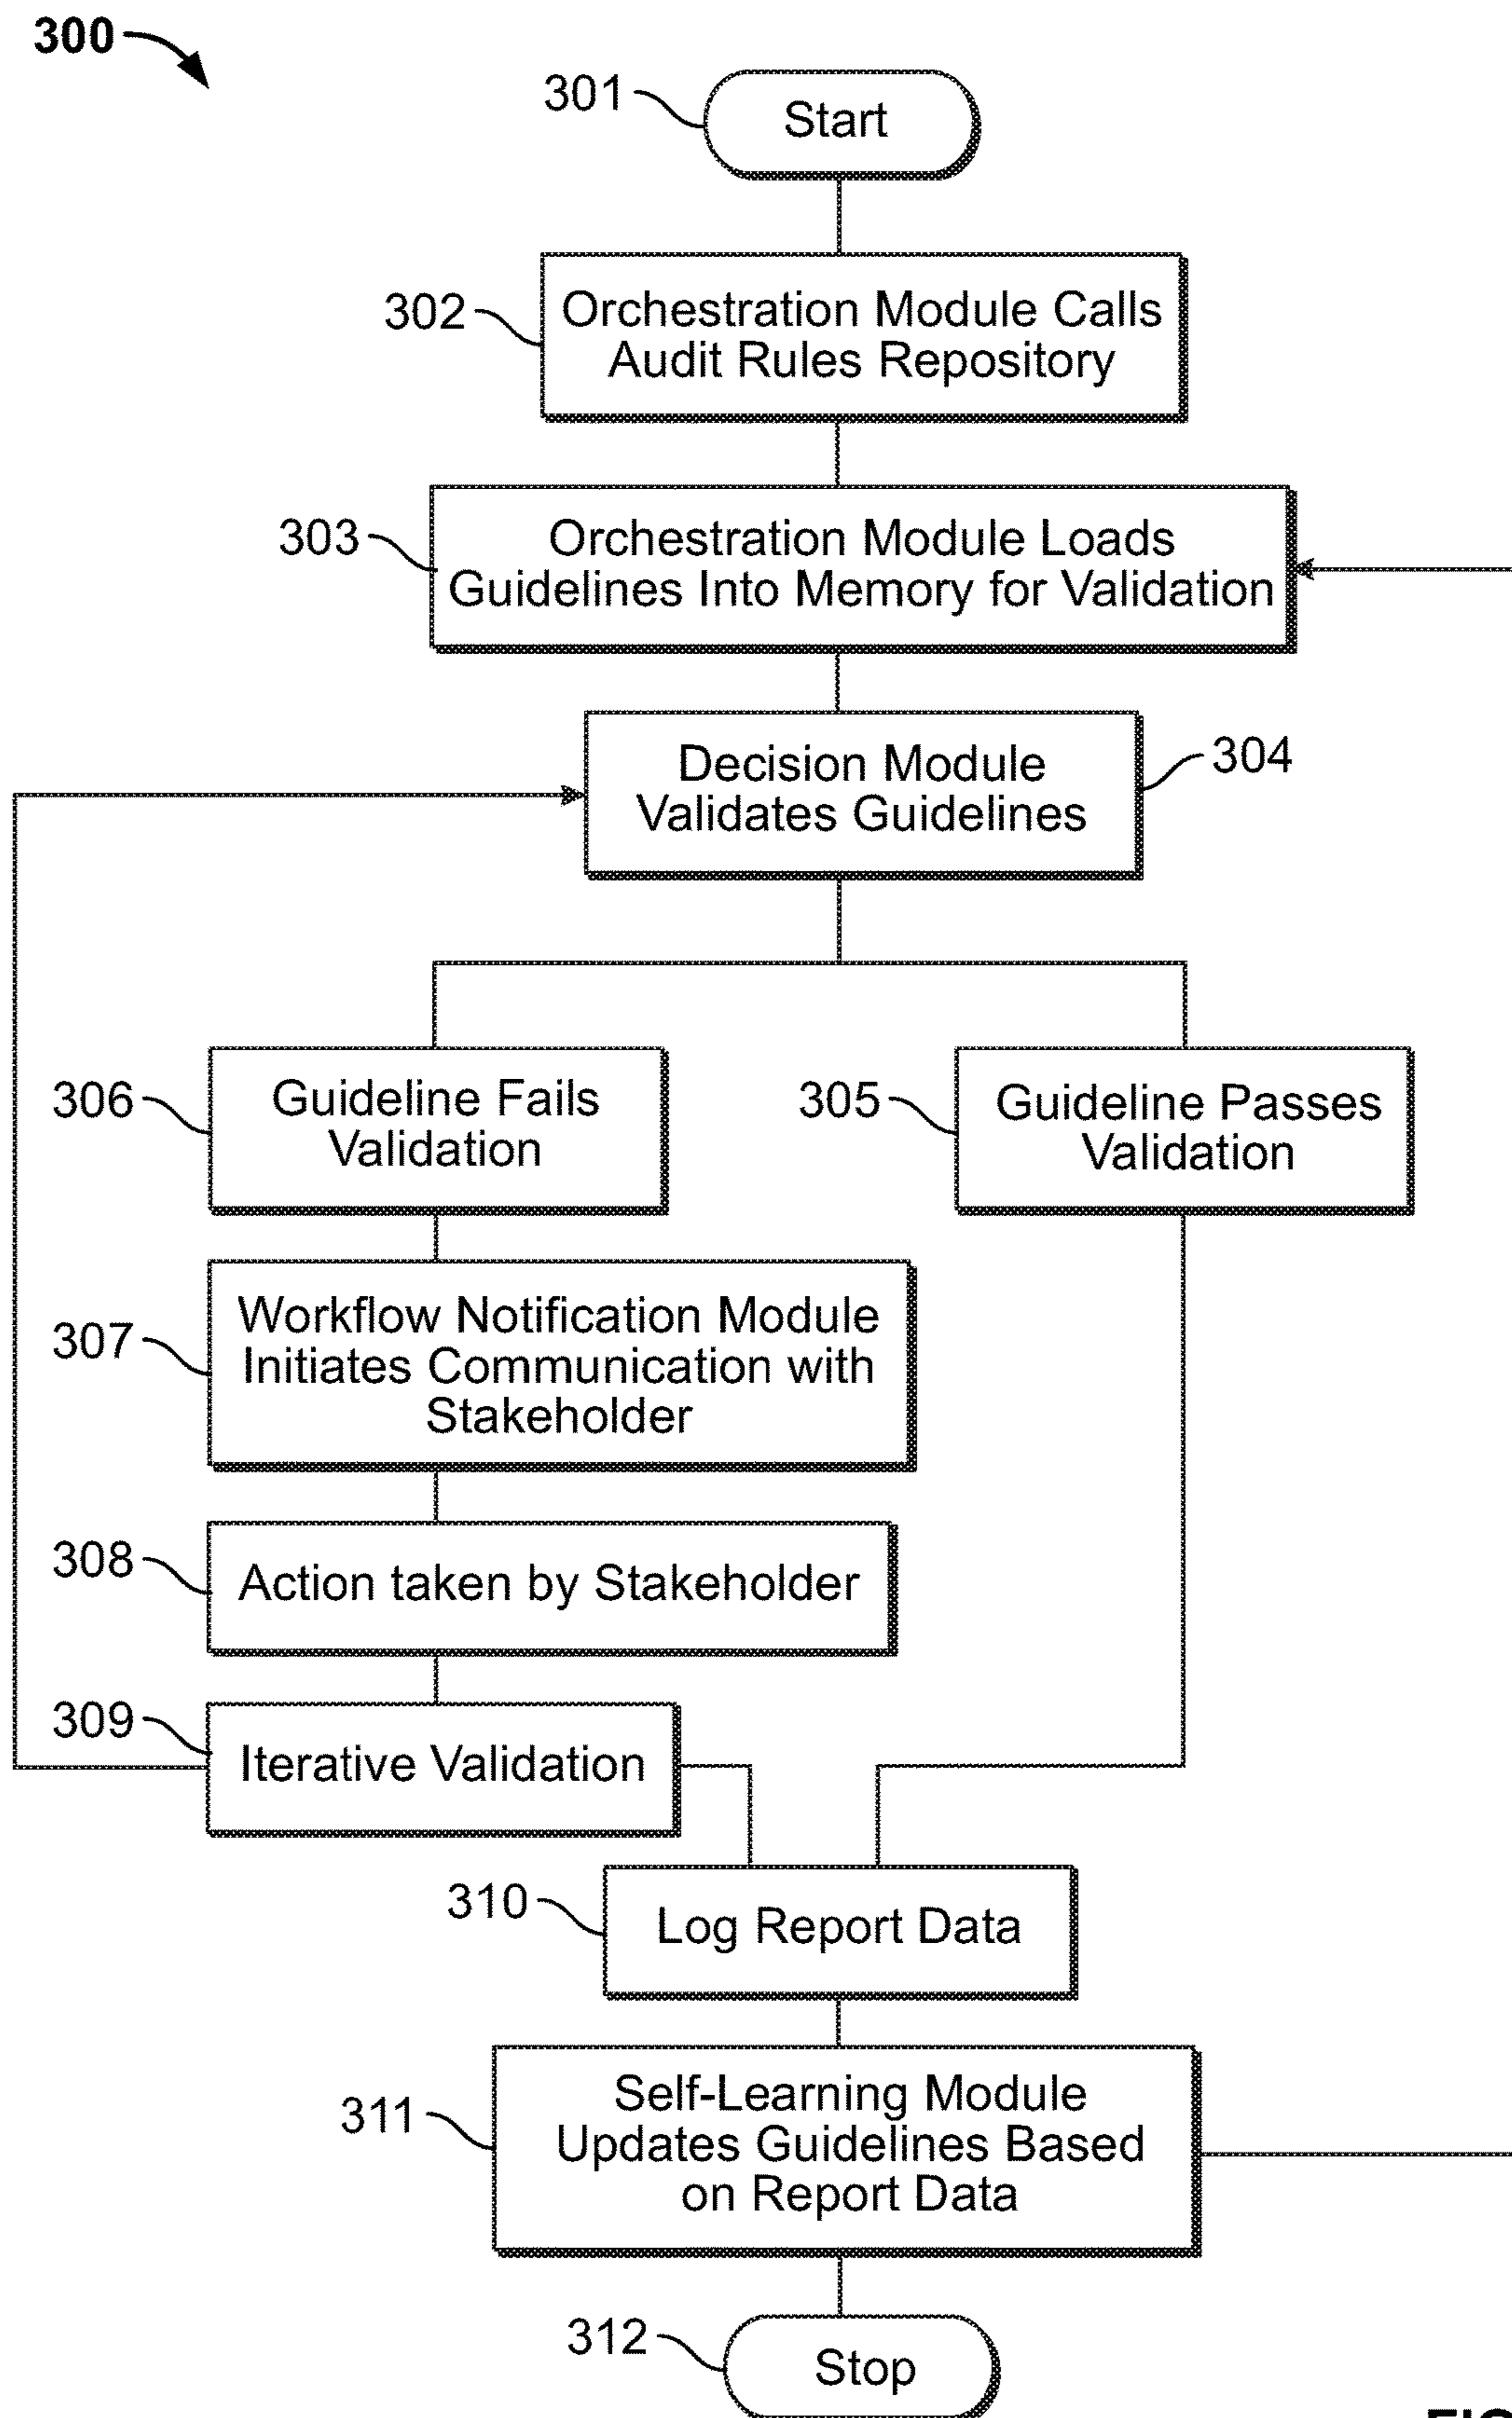 300
301
Start
302
Orchestration Module Calls
Audit Rules Repository
303
Orchestration Module Loads
Guidelines Into Memory for Validation
Decision Module
Validates Guidelines
304
306
Guideline Fails
Validation
305
Guideline Passes
Validation
307
Workflow Notification Module
Initiates Communication with
Stakeholder
308
Action taken by Stakeholder
309
Iterative Validation
310
Log Report Data
311
Self-Learning Module
Updates Guidelines Based
on Report Data
312
Stop